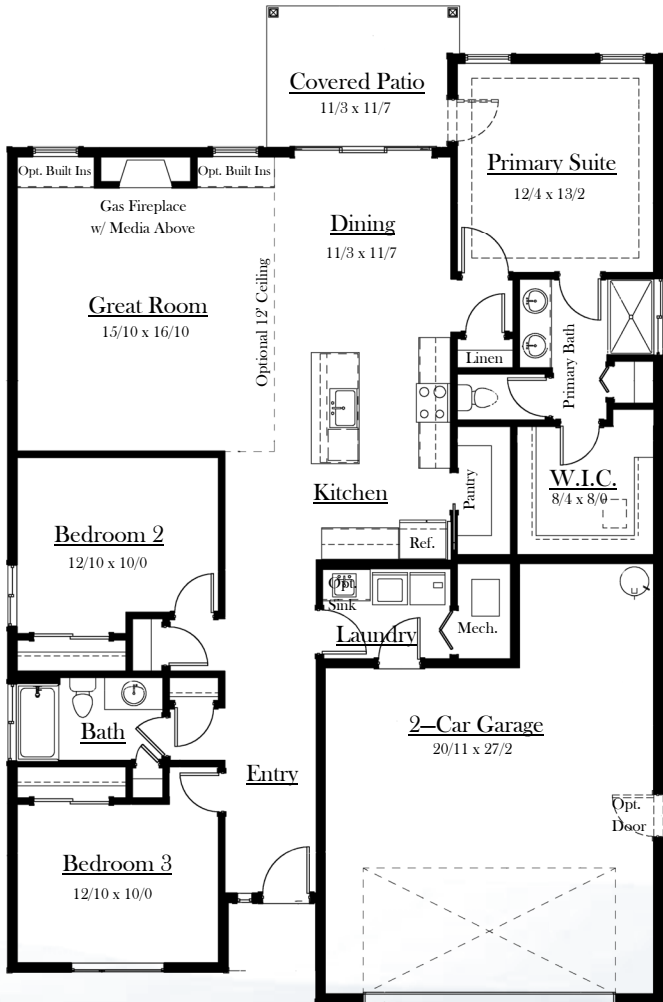 Covered Patio
11/3 x 11/7
Primary Suite
12/4 x 13/2
Opt. Built Ins
Opt. Built Ins
Gas Fireplace
w/ Media Above
Dining
11/3 x 11/7
Great Room
15/10 x 16/10
Optional 12' Ceiling
Linen
Primary Bath
Kitchen
Pantry
W.I.C.
8/4 x 8/0
Bedroom 2
12/10 x 10/0
Ref.
Opt.
Sink
Laundry
Mech.
Bath
2–Car Garage
20/11 x 27/2
Entry
Opt.
Door
Bedroom 3
12/10 x 10/0